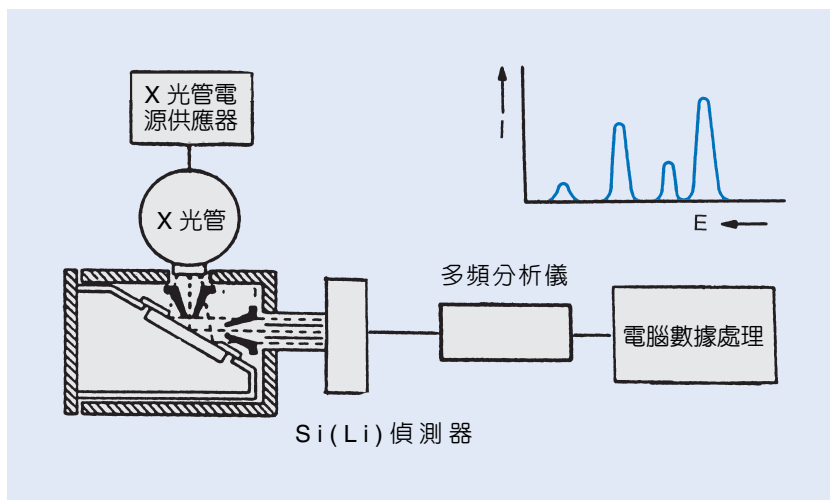 X 光管電
源供應器
X 光管
I
E
多頻分析儀
電腦數據處理
Si(Li)偵測器